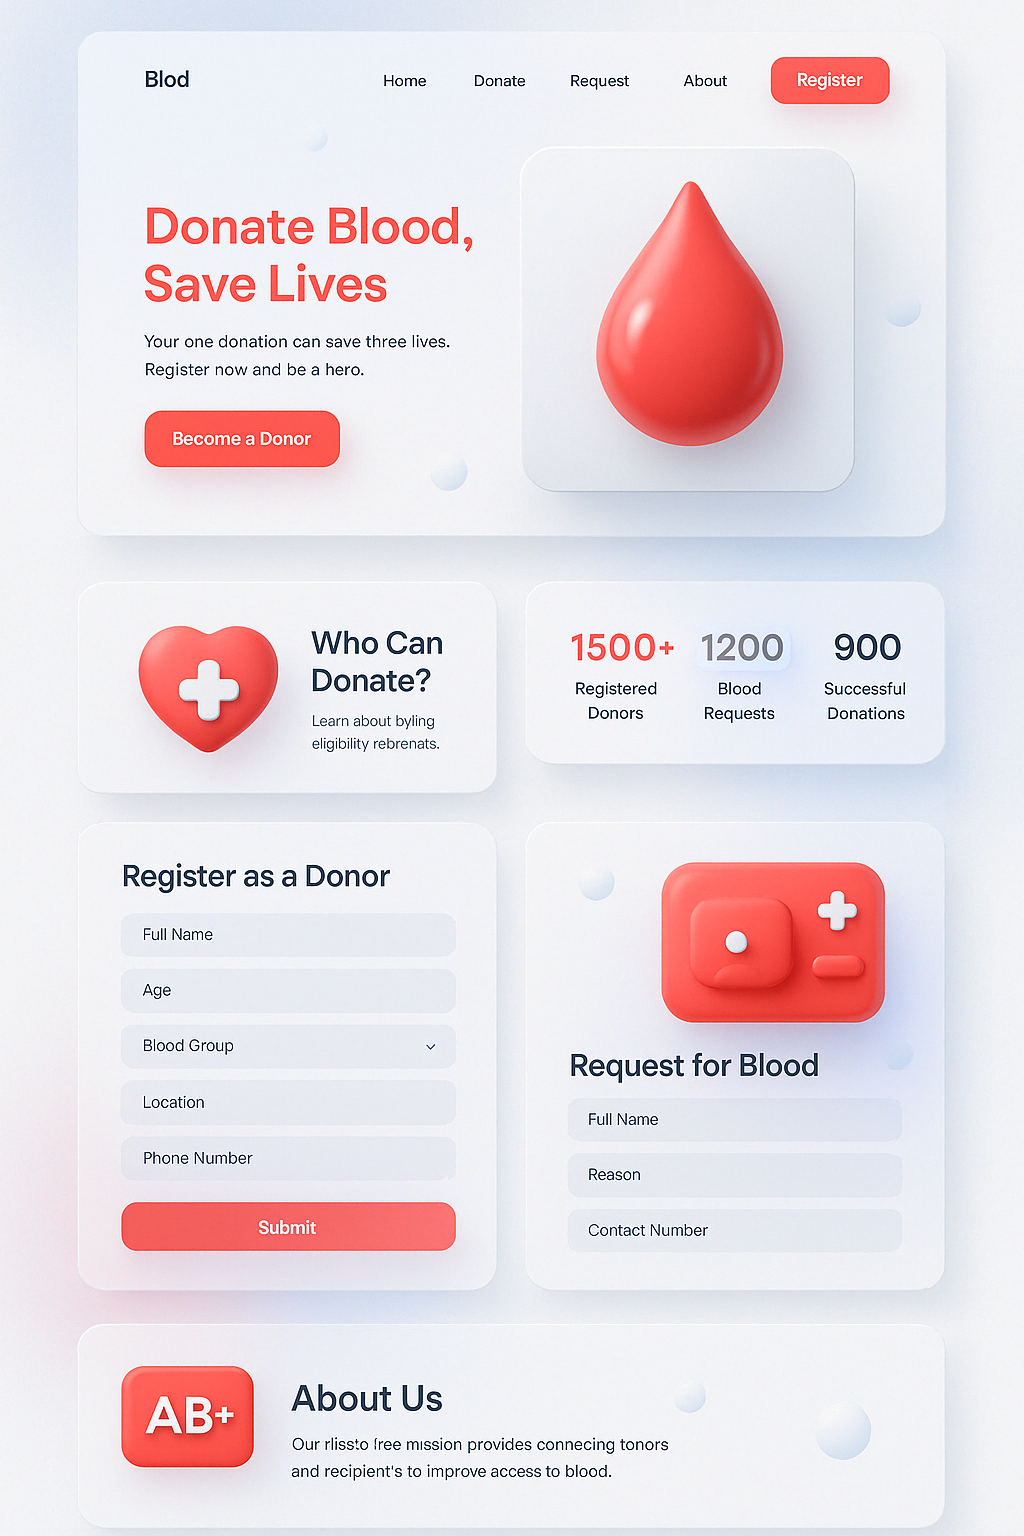 Blod
Home
Donate
Request
About
Register
Donate Blood,
Save Lives
Your one donation can save three lives.
Register now and be a hero.
Become a Donor
Who Can
Donate?
Learn about byling
eligibility rebrenats.
1500+
Registered
Donors
1200
Blood
Requests
900
Successful
Donations
Register as a Donor
Full Name
Age
Blood Group
Location
Phone Number
Submit
Request for Blood
Full Name
Reason
Contact Number
AB+
About Us
Our free mission provides connecing tonors
and recipient's to improve access to blood.